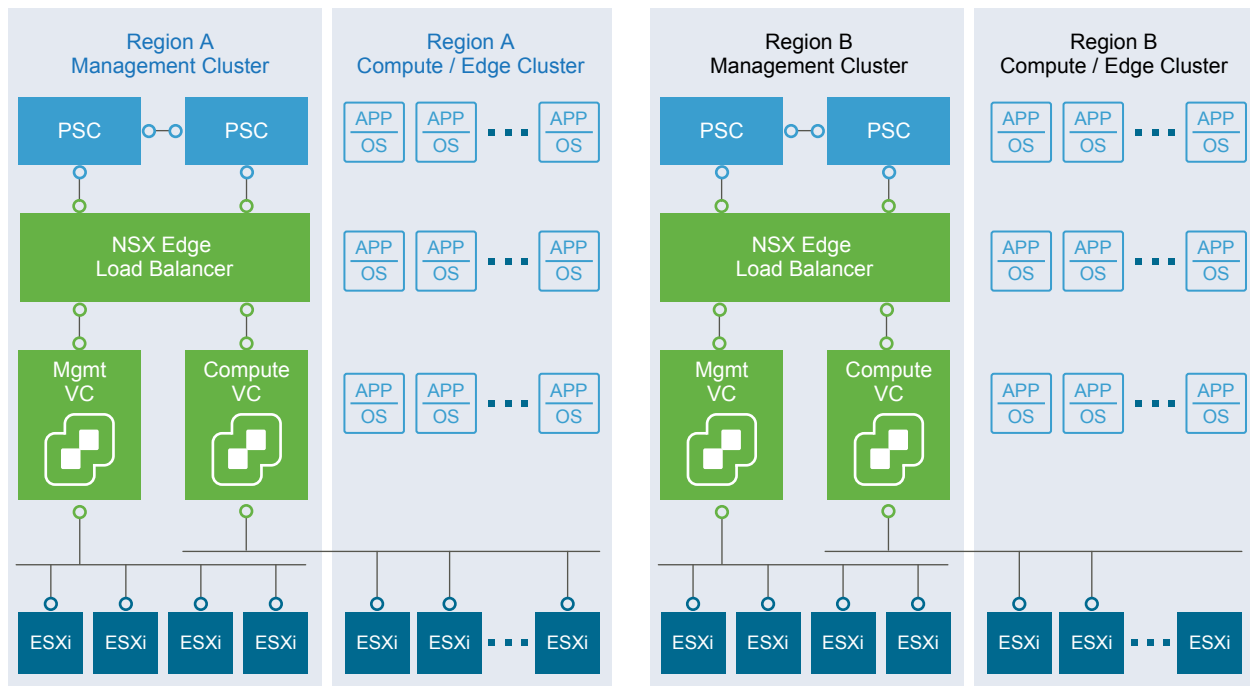 Region A
Management Cluster
Region A
Compute / Edge Cluster
Region B
Management Cluster
Region B
Compute / Edge Cluster
PSC
PSC
APP
OS
APP
OS
APP
OS
PSC
PSC
APP
OS
APP
OS
APP
OS
NSX Edge
Load Balancer
APP
OS
APP
OS
APP
OS
NSX Edge
Load Balancer
APP
OS
APP
OS
APP
OS
Mgmt
VC
Compute
VC
APP
OS
APP
OS
APP
OS
Mgmt
VC
Compute
VC
APP
OS
APP
OS
APP
OS
ESXi
ESXi
ESXi
ESXi
ESXi
ESXi
ESXi
ESXi
ESXi
ESXi
ESXi
ESXi
ESXi
ESXi